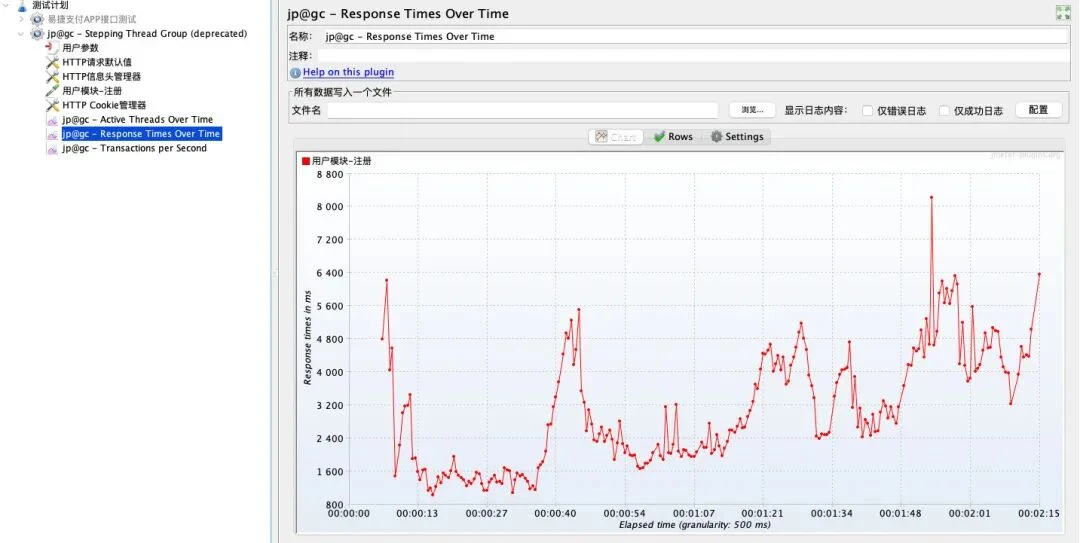 测试计划
易捷支付APP接口测试
jp@gc - Stepping Thread Group (deprecated)
用户参数
HTTP请求默认值
HTTP信息头管理器
用户模块-注册
HTTP Cookie管理器
jp@gc - Active Threads Over Time
jp@gc - Response Times Over Time
jp@gc - Transactions per Second
jp@gc - Response Times Over Time
名称: jp@gc - Response Times Over Time
注释:
Help on this plugin
所有数据写入一个文件
文件名 浏览... 显示日志内容: 仅错误日志 仅成功日志 配置
Chart Rows Settings
用户模块-注册
jmeter-plugins.org
8 800
8 000
7 200
6 400
5 600
4 800
4 000
3 200
2 400
1 600
800
Response times in ms
00:00:00 00:00:13 00:00:27 00:00:40 00:00:54 00:01:07 00:01:21 00:01:34 00:01:48 00:02:01 00:02:15
Elapsed time (granularity: 500 ms)